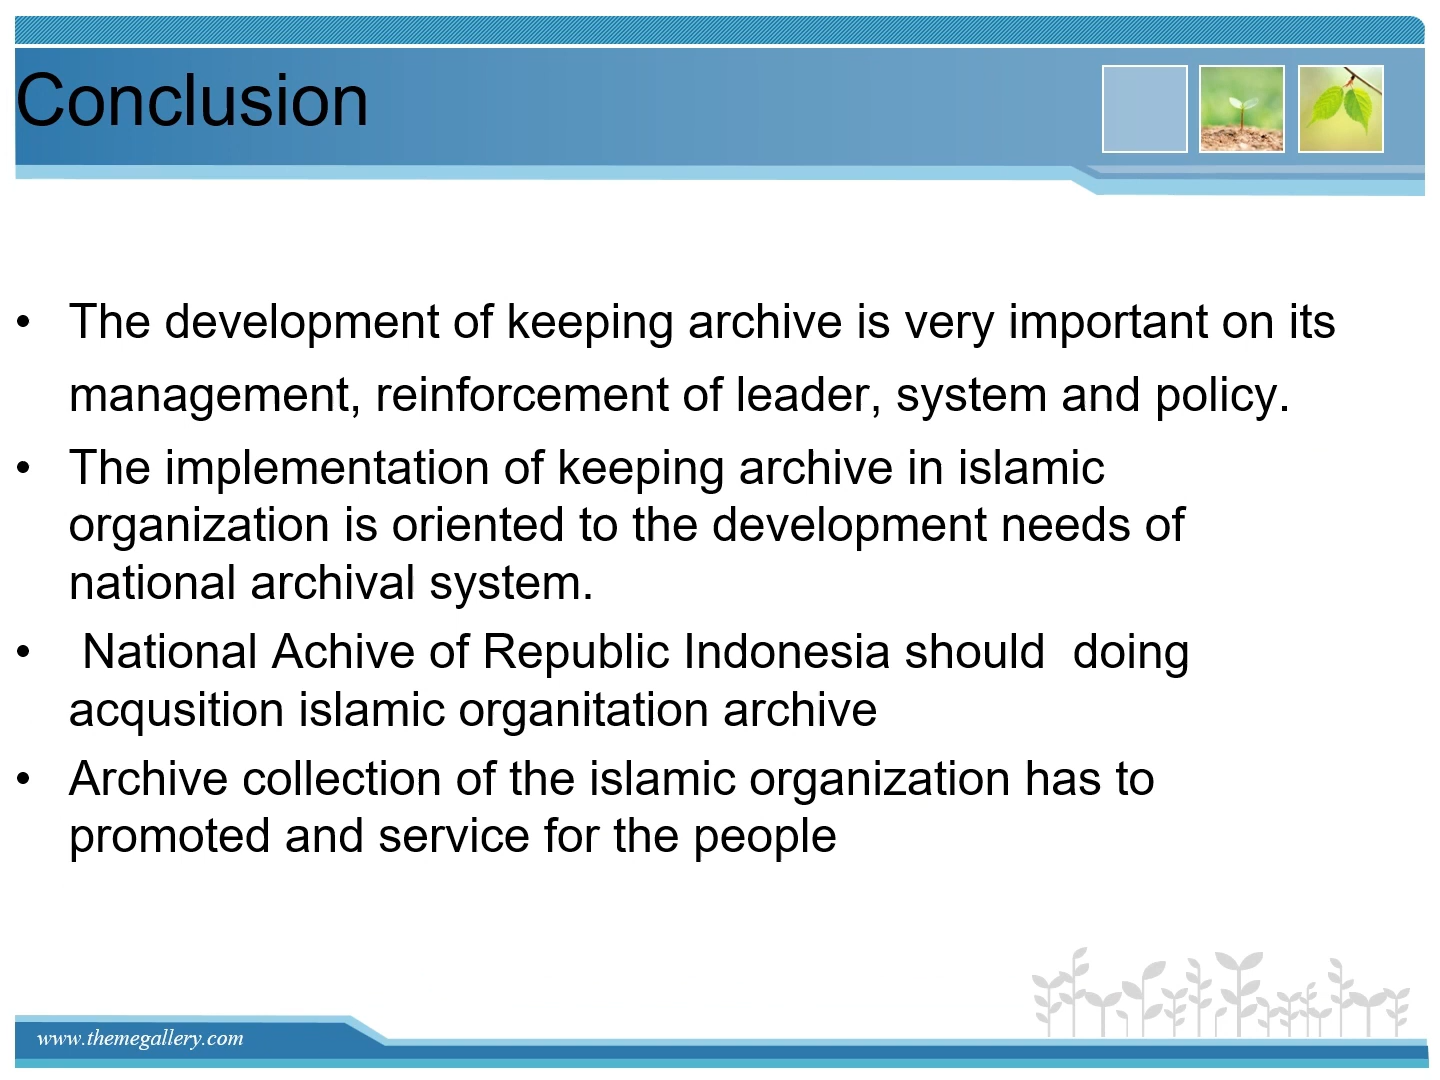 Conclusion
• The development of keeping archive is very important on its
management, reinforcement of leader, system and policy.
• The implementation of keeping archive in islamic
organization is oriented to the development needs of
national archival system.
• National Achive of Republic Indonesia should  doing
acqusition islamic organitation archive
• Archive collection of the islamic organization has to
promoted and service for the people
www.themegallery.com